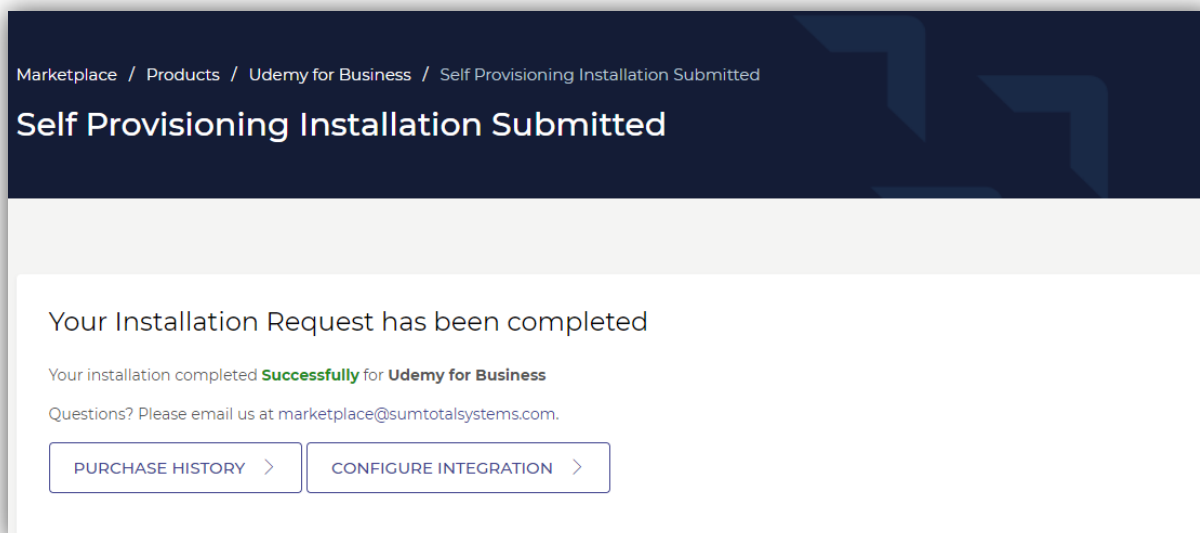 Marketplace / Products / Udemy for Business / Self Provisioning Installation Submitted
Self Provisioning Installation Submitted
Your Installation Request has been completed
Your installation completed Successfully for Udemy for Business
Questions? Please email us at marketplace@sumtotalsystems.com.
PURCHASE HISTORY > CONFIGURE INTEGRATION >